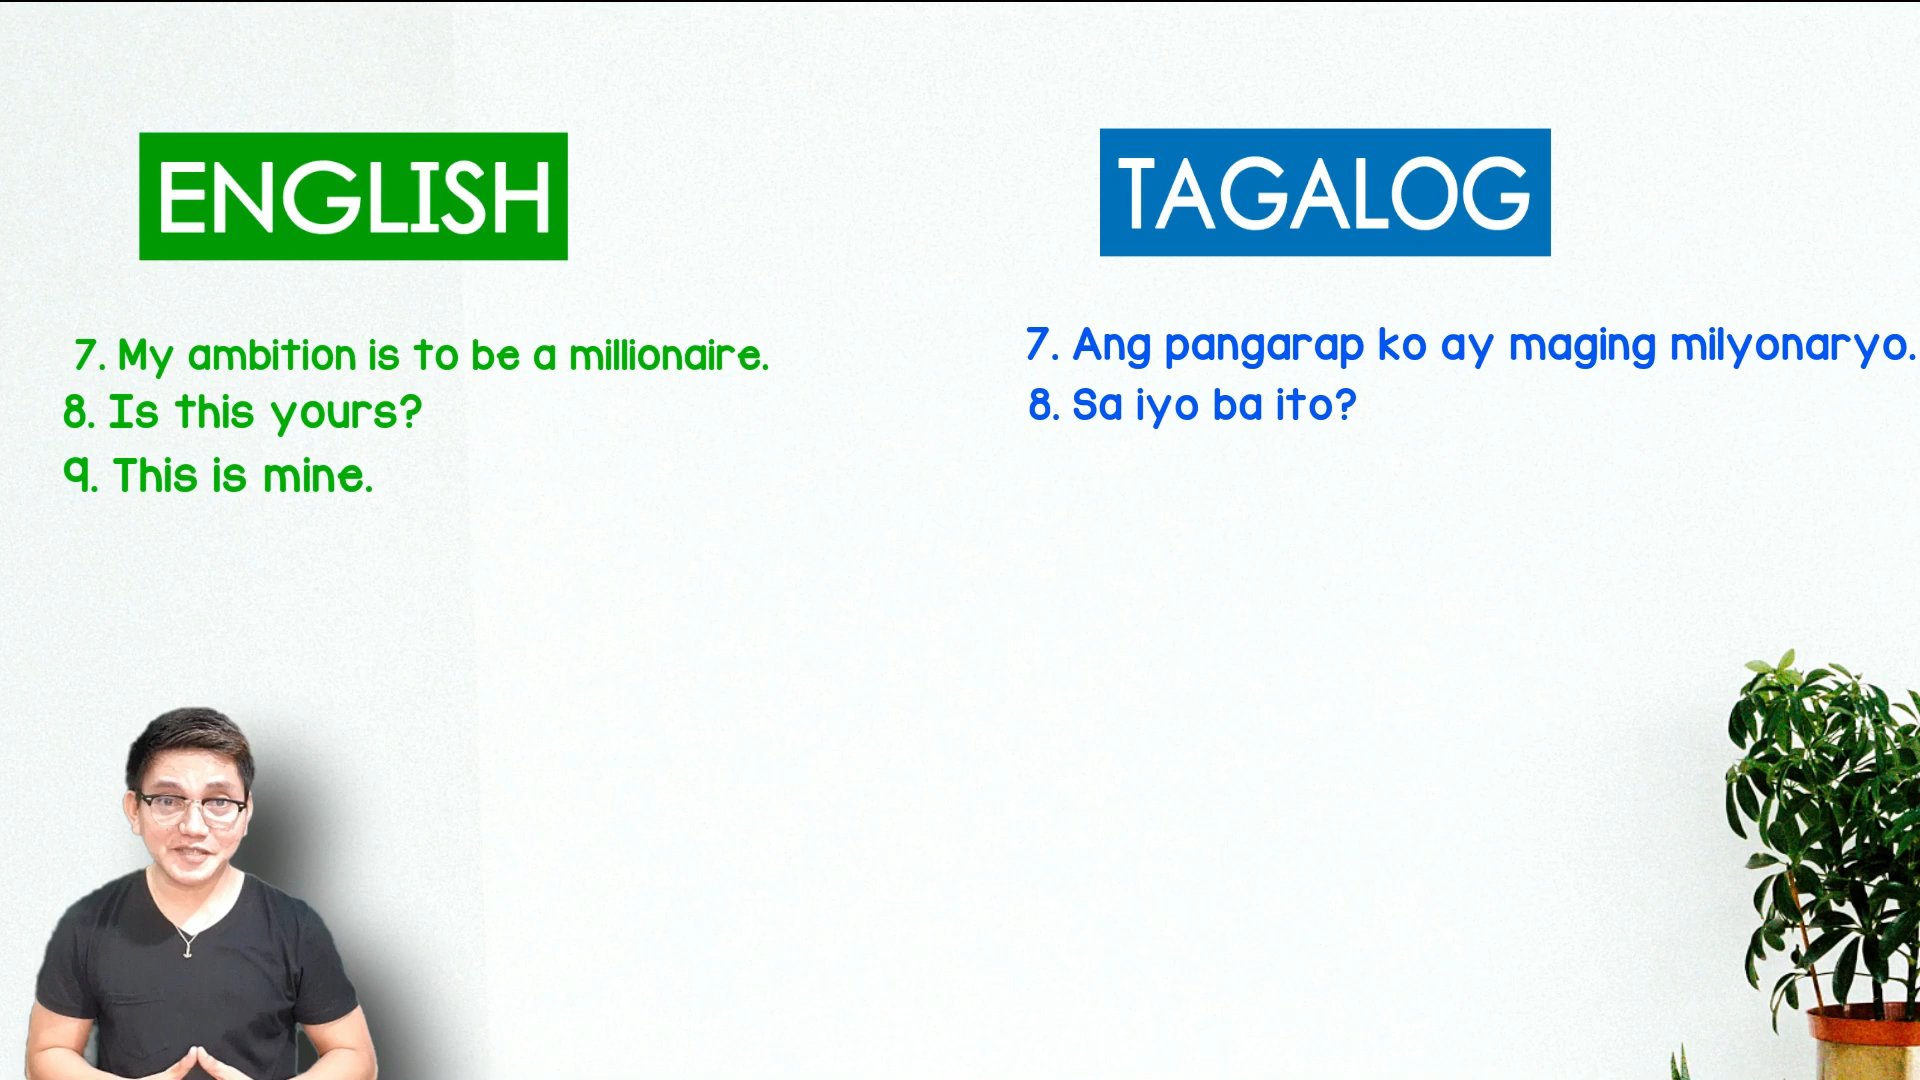 ENGLISH
7. My ambition is to be a millionaire.
8. Is this yours?
9. This is mine.
TAGALOG
7. Ang pangarap ko ay maging milyonaryo.
8. Sa iyo ba ito?